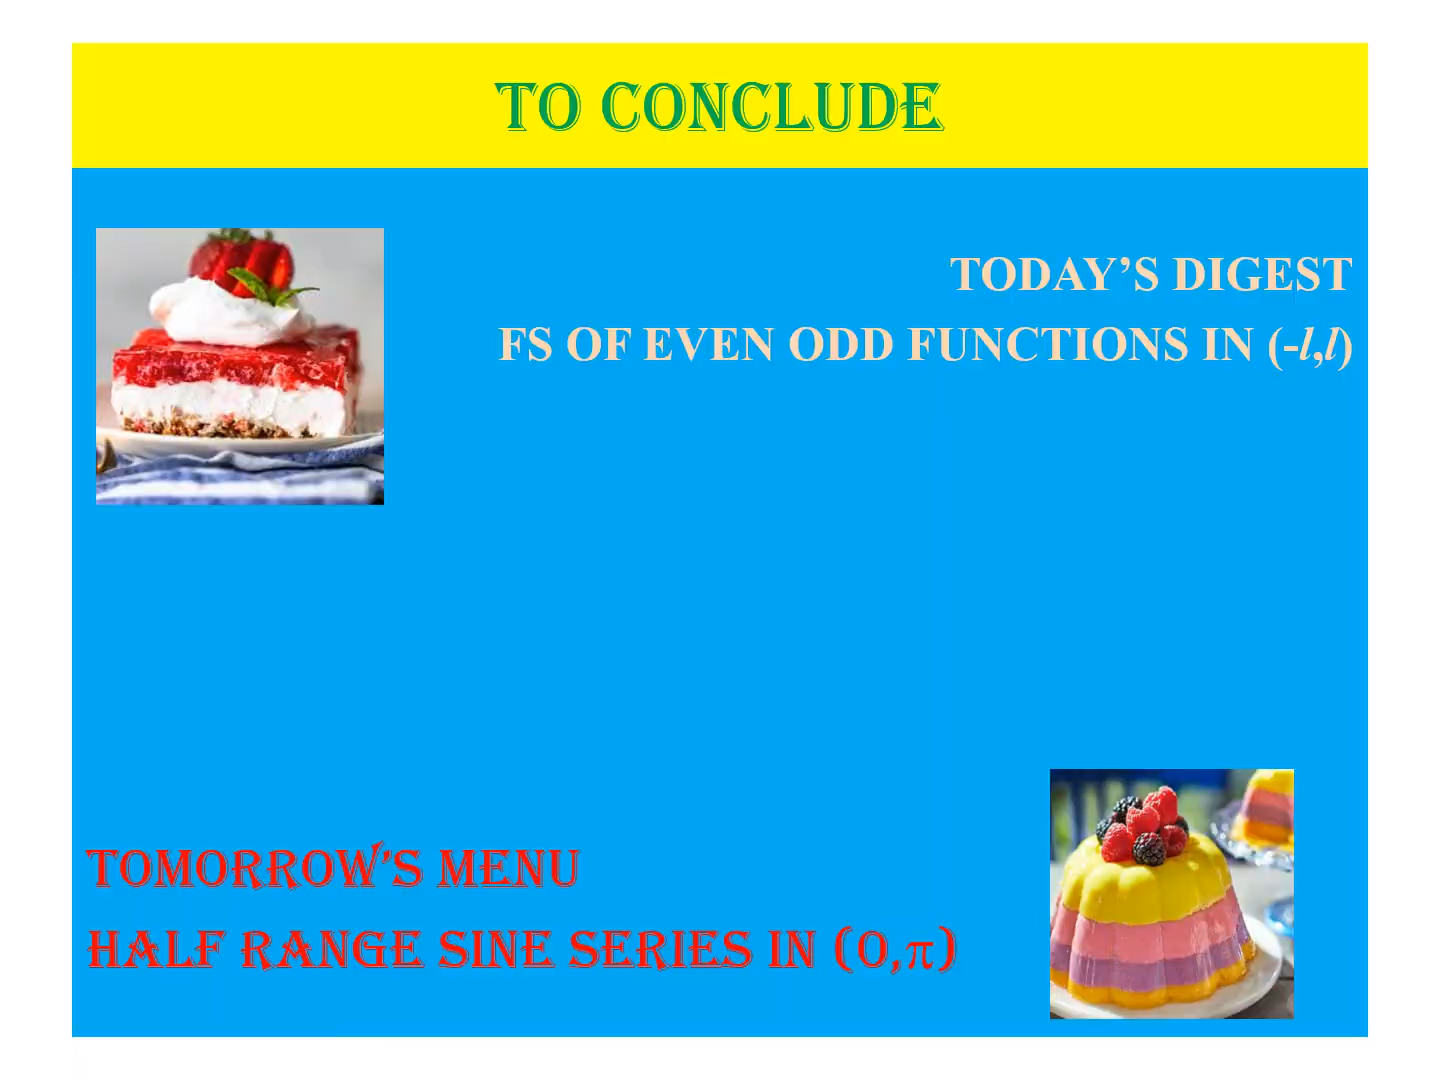 TO CONCLUDE
TODAY’S DIGEST
FS OF EVEN ODD FUNCTIONS IN (-l,l)
TOMORROW’S MENU
HALF RANGE SINE SERIES IN (0,π)